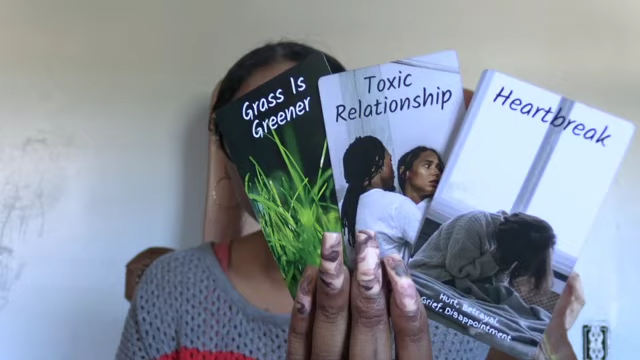 Grass Is
Greener
Toxic
Relationship
Heartbreak
Hurt, Betrayal,
Grief, Disappointment